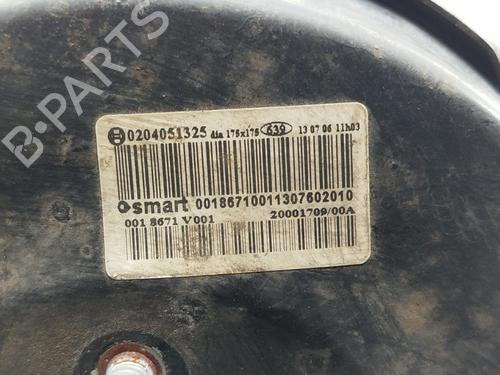 0204051325 dia 175x175 639 13 07 06 11h03
smart 0018671001130760​2010
001 8671 V001 20001709/00A
B-PARTS